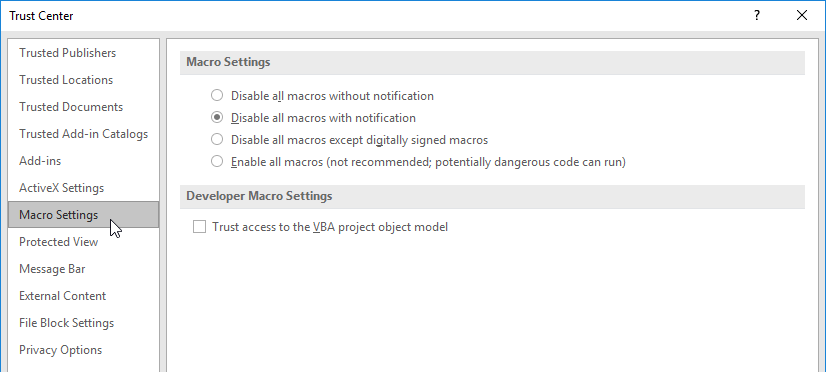 Trust Center
?
Trusted Publishers
Trusted Locations
Trusted Documents
Trusted Add-in Catalogs
Add-ins
ActiveX Settings
Macro Settings
Protected View
Message Bar
External Content
File Block Settings
Privacy Options
Macro Settings
Disable all macros without notification
Disable all macros with notification
Disable all macros except digitally signed macros
Enable all macros (not recommended; potentially dangerous code can run)
Developer Macro Settings
Trust access to the VBA project object model